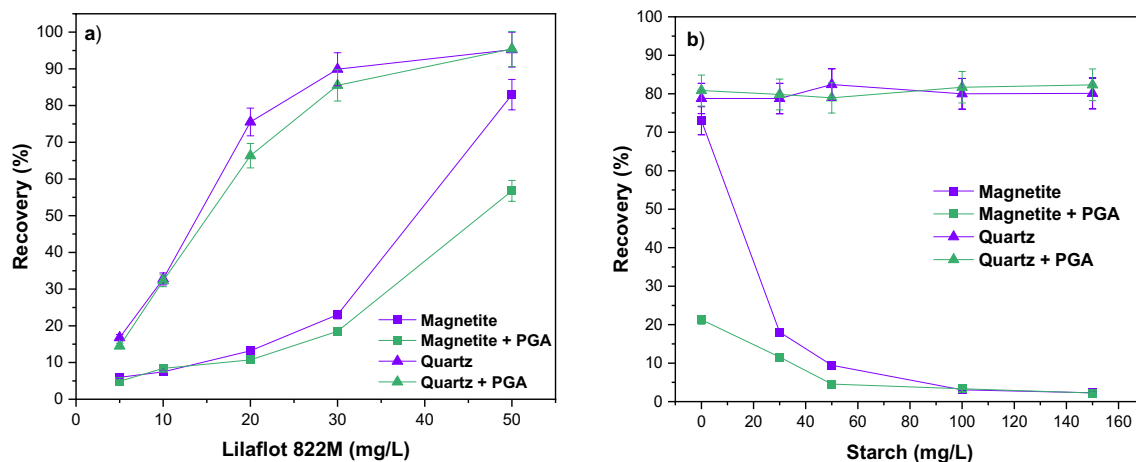 a)
100
90
80
70
60
50
40
30
20
10
0
Recovery (%)
0 10 20 30 40 50
Lilaflot 822M (mg/L)
Magnetite
Magnetite + PGA
Quartz
Quartz + PGA
b)
100
90
80
70
60
50
40
30
20
10
0
Recovery (%)
0 20 40 60 80 100 120 140 160
Starch (mg/L)
Magnetite
Magnetite + PGA
Quartz
Quartz + PGA